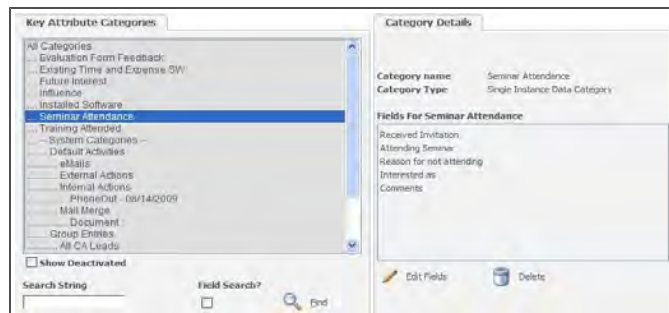 Key Attribute Categories
All Categories
... Evaluation Form Feedback
... Existing Time and Expense SW
... Future Interest
... Influence
... Installed Software
... Seminar Attendance
... Training Attended
... -- System Categories --
...... Default Activities
......... eMails
......... External Actions
......... Internal Actions
............ PhoneOut - 08/14/2009
......... Mail Merge
............ Document :
...... Group Entries
......... All CA Leads
Show Deactivated
Search String
Field Search?
Find
Category Details
Category name Seminar Attendance
Category Type Single Instance Data Category
Fields For Seminar Attendance
Received Invitation
Attending Seminar
Reason for not attending
Interested as
Comments
Edit Fields
Delete